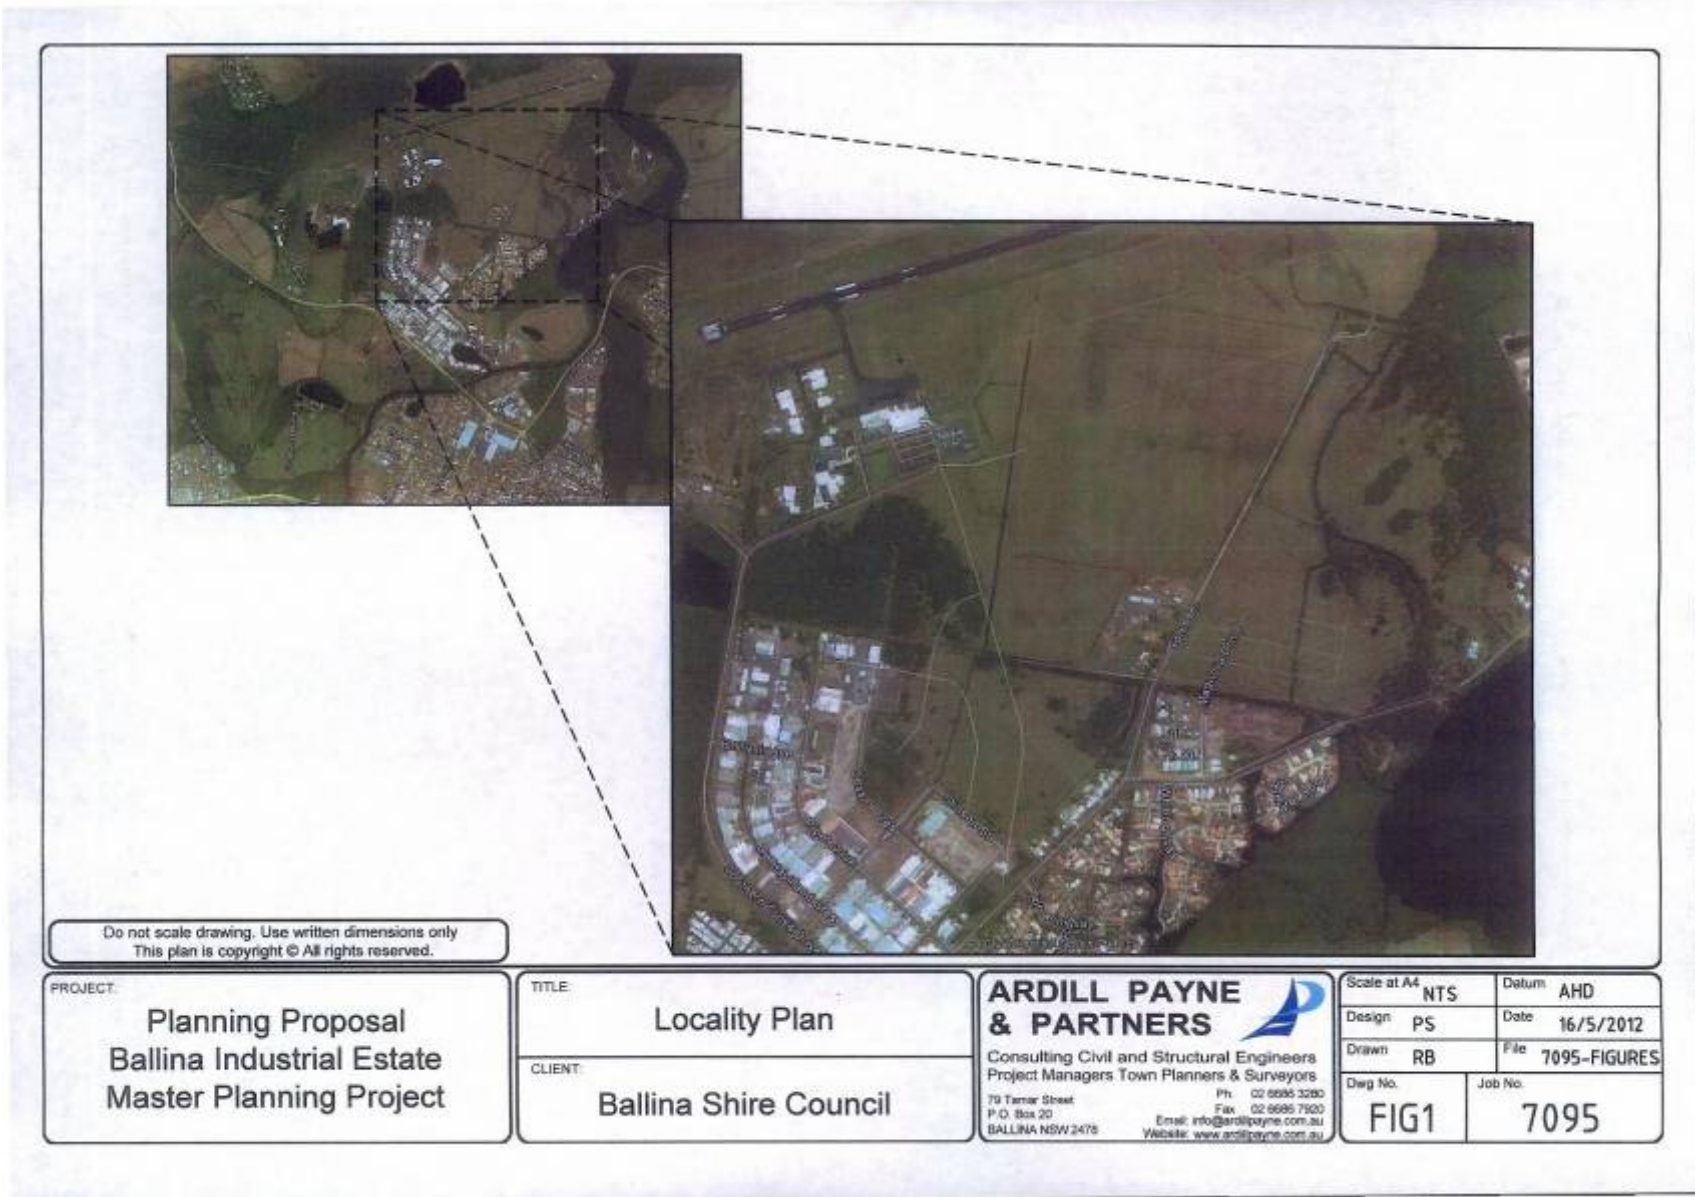 Do not scale drawing. Use written dimensions only
This plan is copyright © All rights reserved.
PROJECT:
Planning Proposal
Ballina Industrial Estate
Master Planning Project
TITLE:
Locality Plan
CLIENT:
Ballina Shire Council
ARDILL PAYNE
& PARTNERS
Consulting Civil and Structural Engineers
Project Managers Town Planners & Surveyors
79 Tamar Street
P.O. Box 20
BALLINA NSW 2478
Ph: 02 6686 3280
Fax: 02 6686 7920
Email: info@ardillpayne.com.au
Website: www.ardillpayne.com.au
Scale at A4 NTS
Datum AHD
Design PS
Date 16/5/2012
Drawn RB
File 7095-FIGURES
Dwg No.
FIG1
Job No.
7095